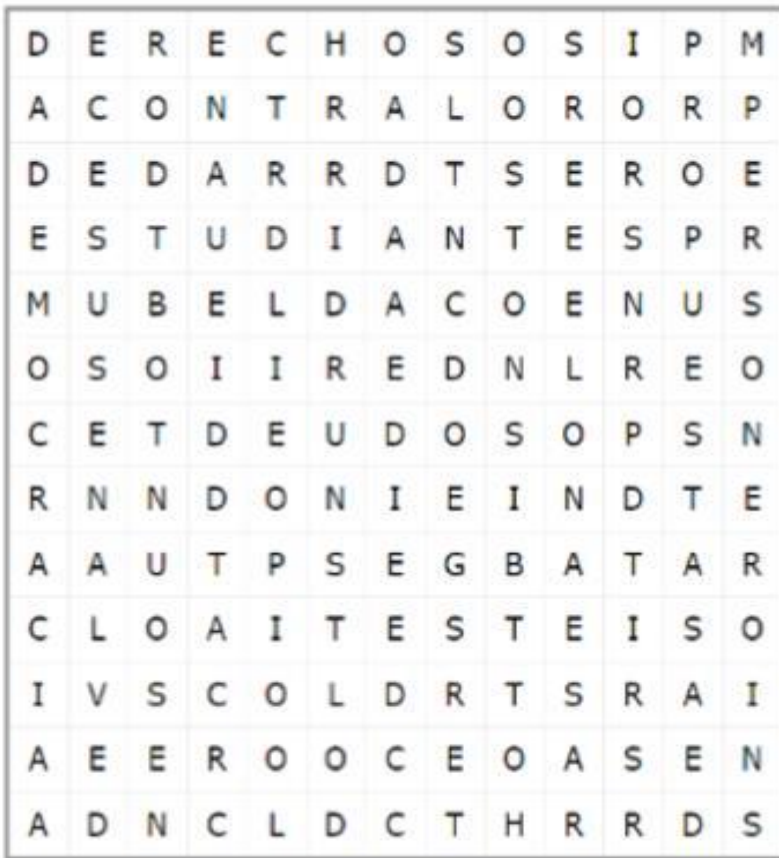 D E R E C H O S O S I P M
A C O N T R A L O R O R P
D E D A R R D T S E R O E
E S T U D I A N T E S P R
M U B E L D A C O E N U S
O S O I I R E D N L R E O
C E T D E U D O S O P S N
R N N D O N I E I N D T E
A A U T P S E G B A T A R
C L O A I T E S T E I S O
I V S C O L D R T S R A I
A E E R O O C E O A S E N
A D N C L D C T H R R D S